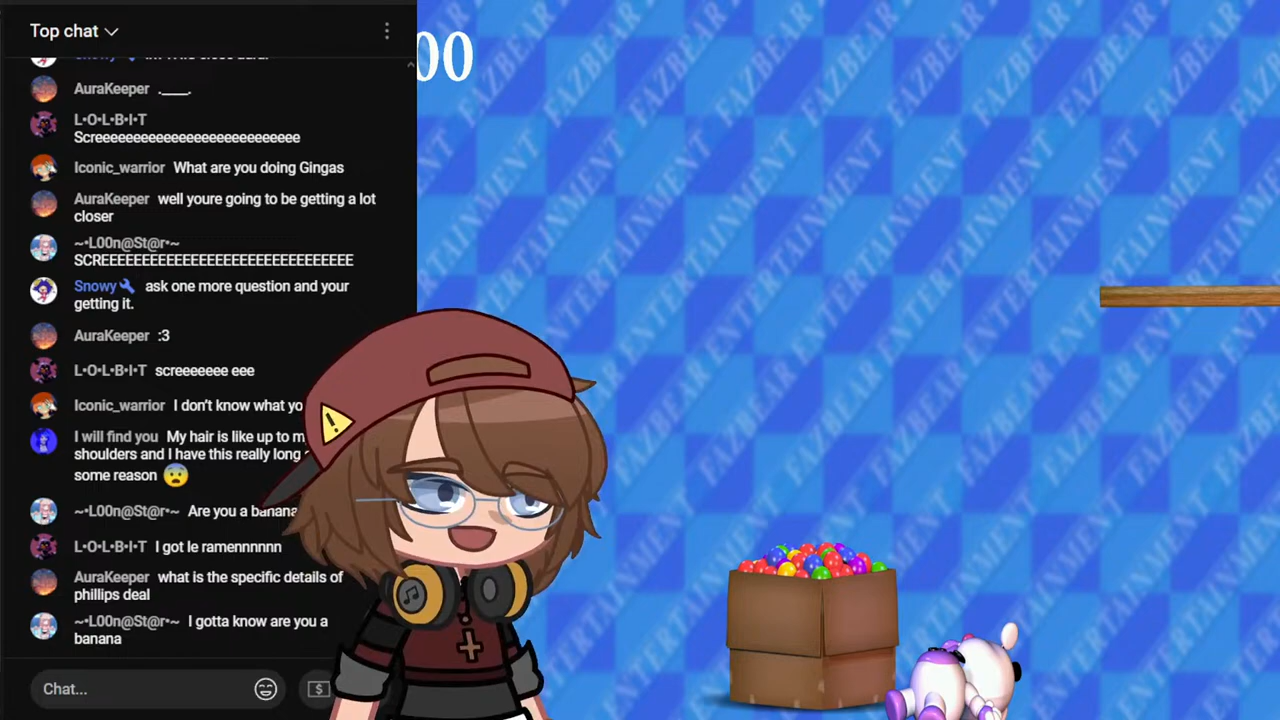 Top chat
00
AuraKeeper .____.
L•O•L•B•I•T
Screeeeeeeeeeeeeeeeeeeeeeeeeee
Iconic_warrior What are you doing Gingas
AuraKeeper well youre going to be getting a lot
closer
~•L00n@St@r•~
SCREEEEEEEEEEEEEEEEEEEEEEEEEEEEEE
Snowy ask one more question and your
getting it.
AuraKeeper :3
L•O•L•B•I•T screeeeeee eee
Iconic_warrior I don't know what yo
I will find you My hair is like up to m
shoulders and I have this really long
some reason 😨
~•L00n@St@r•~ Are you a banana
L•O•L•B•I•T I got le ramennnnnn
AuraKeeper what is the specific details of
phillips deal
~•L00n@St@r•~ I gotta know are you a
banana
Chat...
FAZBEAR ENTERTAINMENT